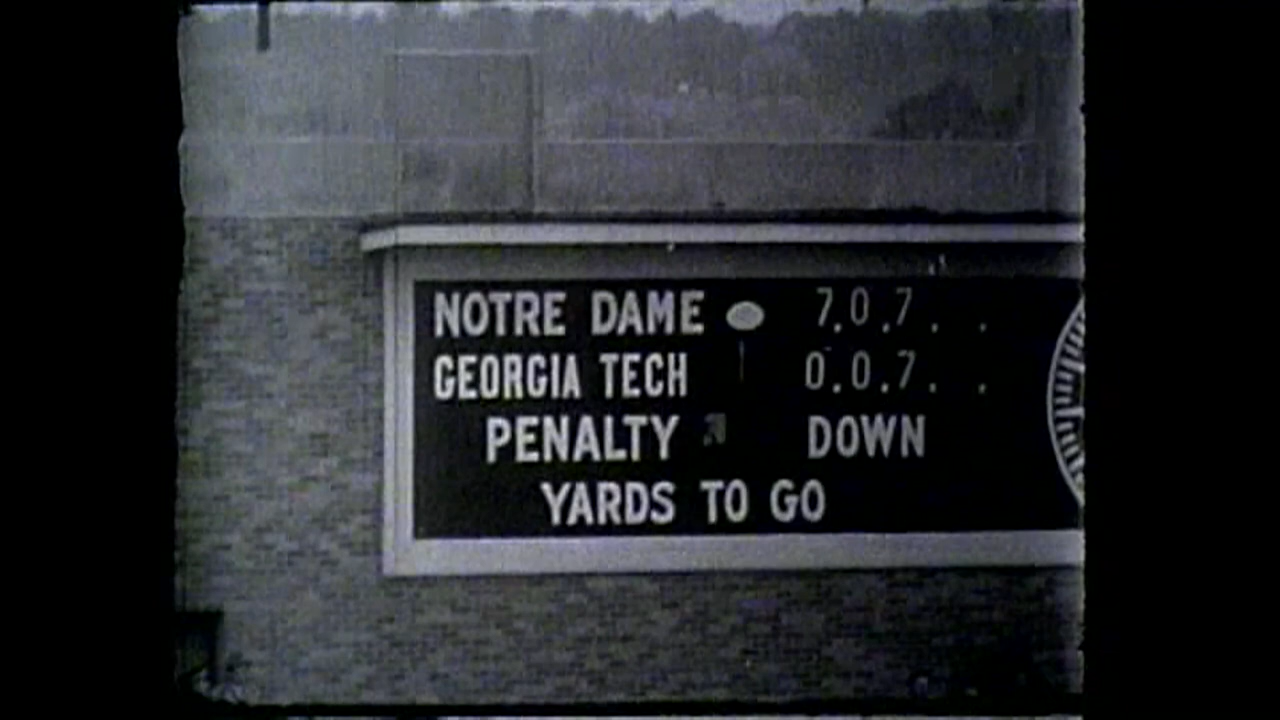 NOTRE DAME 7.0.7. .
GEORGIA TECH 0.0.7. .
PENALTY DOWN
YARDS TO GO